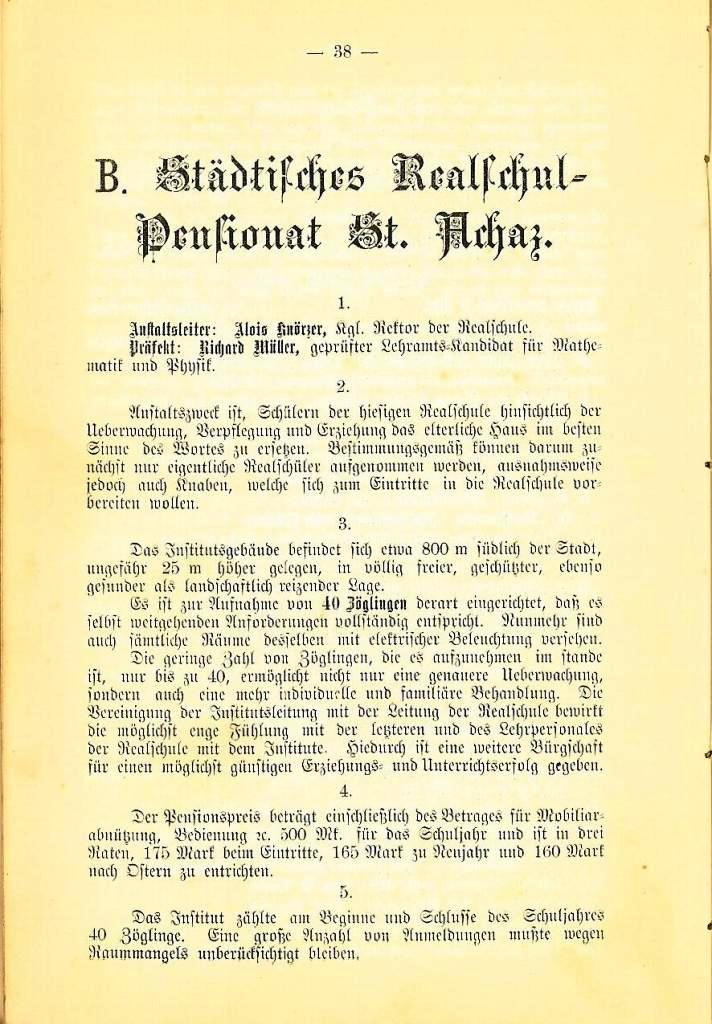 — 38 —
B. Städtisches Realschul-
Pensionat St. Achaz.
1.
Anstaltsleiter: Alois Knörzer, Kgl. Rektor der Realschule.
Präfekt: Richard Müller, geprüfter Lehramts-Kandidat für Mathe-
matik und Physik.
2.
Anstaltszweck ist, Schülern der hiesigen Realschule hinsichtlich der
Ueberwachung, Verpflegung und Erziehung das elterliche Haus im besten
Sinne des Wortes zu ersetzen. Bestimmungsgemäß können darum zu-
nächst nur eigentliche Realschüler aufgenommen werden, ausnahmsweise
jedoch auch Knaben, welche sich zum Eintritte in die Realschule vor-
bereiten wollen.
3.
Das Institutsgebäude befindet sich etwa 800 m südlich der Stadt,
ungefähr 25 m höher gelegen, in völlig freier, geschützter, ebenso
gesunder als landschaftlich reizender Lage.
Es ist zur Aufnahme von 40 Zöglingen derart eingerichtet, daß es
selbst weitgehenden Anforderungen vollständig entspricht. Nunmehr sind
auch sämtliche Räume desselben mit elektrischer Beleuchtung versehen.
Die geringe Zahl von Zöglingen, die es aufzunehmen im stande
ist, nur bis zu 40, ermöglicht nicht nur eine genauere Ueberwachung,
sondern auch eine mehr individuelle und familiäre Behandlung. Die
Vereinigung der Institutsleitung mit der Leitung der Realschule bewirkt
die möglichst enge Fühlung mit der letzteren und des Lehrpersonales
der Realschule mit dem Institute. Hiedurch ist eine weitere Bürgschaft
für einen möglichst günstigen Erziehungs- und Unterrichtserfolg gegeben.
4.
Der Pensionspreis beträgt einschließlich des Betrages für Mobiliar-
abnützung, Bedienung ꝛc. 500 Mk. für das Schuljahr und ist in drei
Raten, 175 Mark beim Eintritte, 165 Mark zu Neujahr und 160 Mark
nach Ostern zu entrichten.
5.
Das Institut zählte am Beginne und Schlusse des Schuljahres
40 Zöglinge. Eine große Anzahl von Anmeldungen mußte wegen
Raummangels unberücksichtigt bleiben.